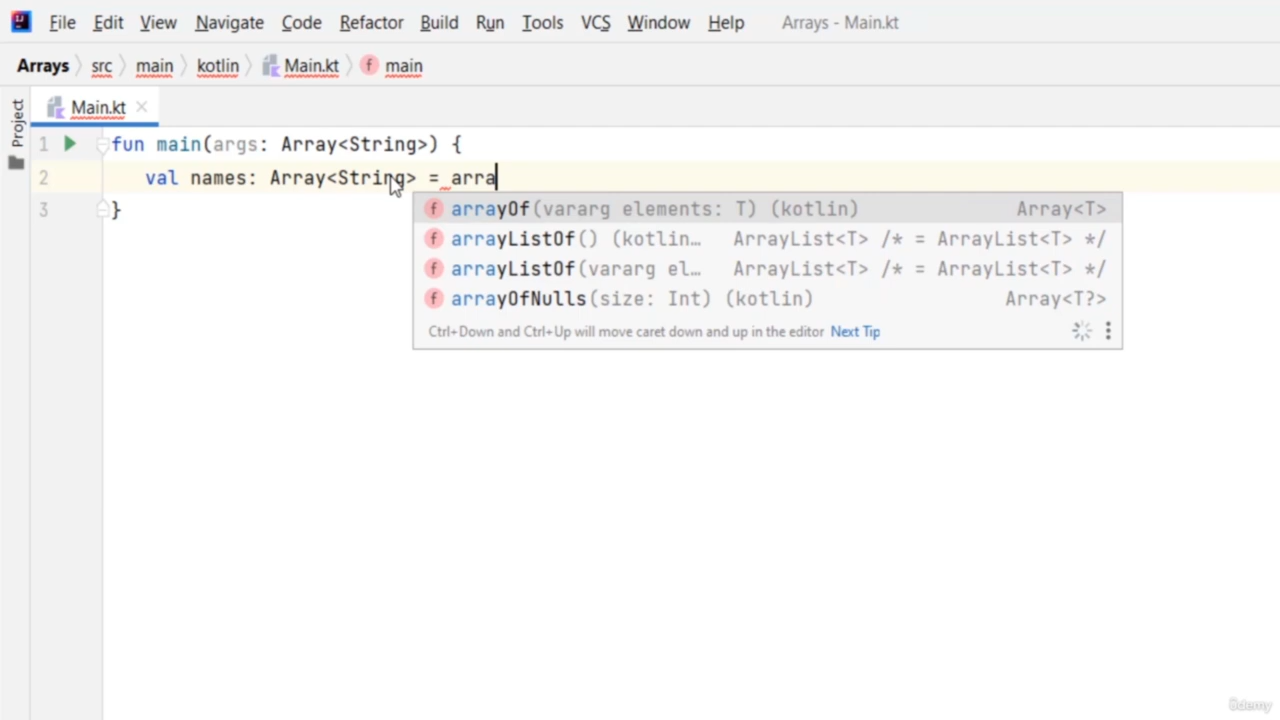 File Edit View Navigate Code Refactor Build Run Tools VCS Window Help Arrays - Main.kt
Arrays src main kotlin Main.kt f main
Project
Main.kt
1 fun main(args: Array<String>) {
2 val names: Array<String> = arra
f arrayOf(vararg elements: T) (kotlin) Array<T>
f arrayListOf() (kotlin… ArrayList<T> /* = ArrayList<T> */
f arrayListOf(vararg el… ArrayList<T> /* = ArrayList<T> */
f arrayOfNulls(size: Int) (kotlin) Array<T?>
Ctrl+Down and Ctrl+Up will move caret down and up in the editor Next Tip
3 }
ûdemy